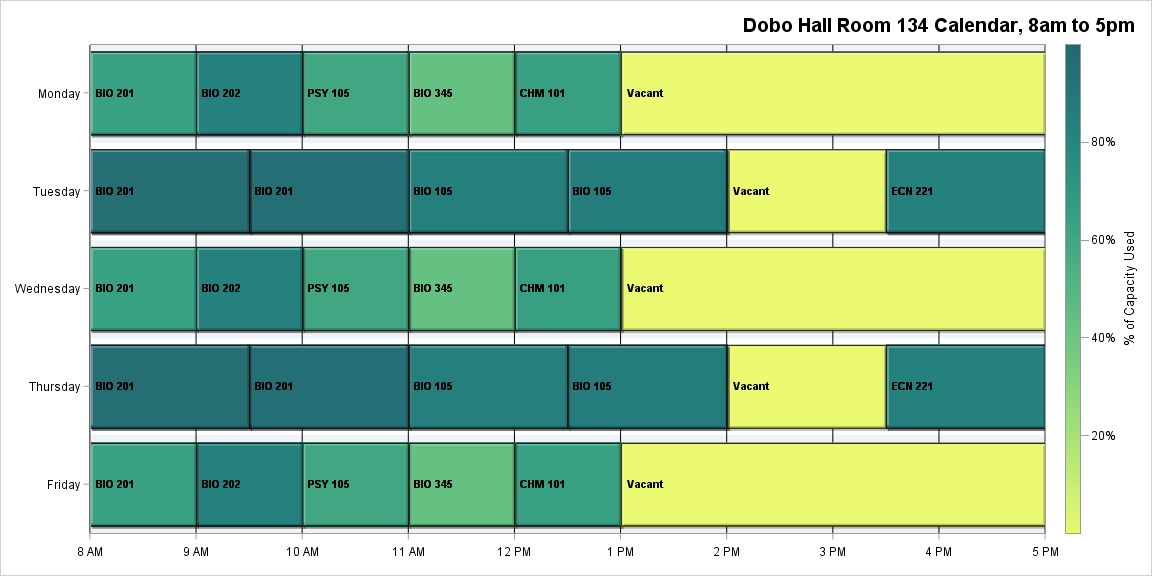 Dobo Hall Room 134 Calendar, 8am to 5pm
Monday BIO 201 BIO 202 PSY 105 BIO 345 CHM 101 Vacant
Tuesday BIO 201 BIO 201 BIO 105 BIO 105 Vacant ECN 221
Wednesday BIO 201 BIO 202 PSY 105 BIO 345 CHM 101 Vacant
Thursday BIO 201 BIO 201 BIO 105 BIO 105 Vacant ECN 221
Friday BIO 201 BIO 202 PSY 105 BIO 345 CHM 101 Vacant
8 AM 9 AM 10 AM 11 AM 12 PM 1 PM 2 PM 3 PM 4 PM 5 PM
80%
60%
40%
20%
% of Capacity Used